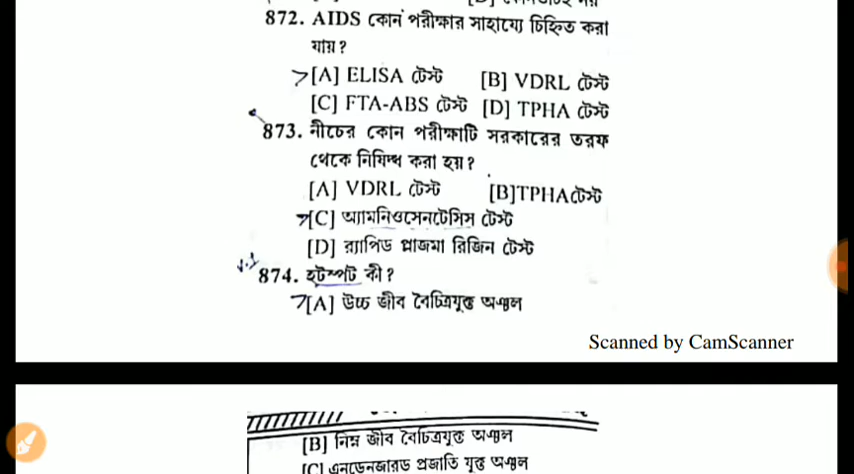 872. AIDS কোন পরীক্ষার সাহায্যে চিহ্নিত করা
যায়?
[A] ELISA টেস্ট [B] VDRL টেস্ট
[C] FTA-ABS টেস্ট [D] TPHA টেস্ট
873. নীচের কোন পরীক্ষাটি সরকারের তরফ
থেকে নিষিদ্ধ করা হয়?
[A] VDRL টেস্ট [B]TPHAটেস্ট
[C] অ্যামনিওসেনটেসিস টেস্ট
[D] র‍্যাপিড প্লাজমা রিজিন টেস্ট
874. হটস্পট কী?
[A] উচ্চ জীব বৈচিত্রযুক্ত অঞ্চল
Scanned by CamScanner
[B] নিম্ন জীব বৈচিত্রযুক্ত অঞ্চল
[C] এনডেনজারড প্রজাতি যুক্ত অঞ্চল